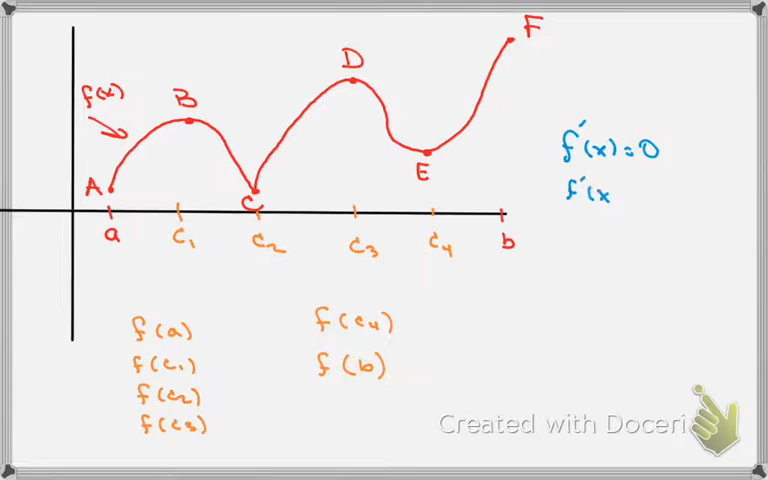 F
D
f(x)
B
f'(x) = 0
A
E
f'(x
C
a
c₁
c₂
c₃
c₄
b
f(a)
f(c₄)
f(c₁)
f(b)
f(c₂)
f(c₃)
Created with Doceri